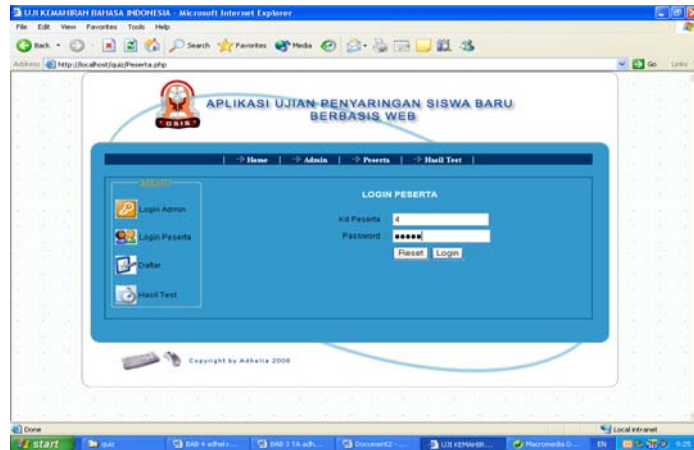 UJI KEMAHIRAN BAHASA INDONESIA - Microsoft Internet Explorer
File Edit View Favorites Tools Help
Back Search Favorites Media
Address http://localhost/quiz/Peserta.php Go Links
OSIS
APLIKASI UJIAN PENYARINGAN SISWA BARU
BERBASIS WEB
Home | Admin | Peserta | Hasil Test
MENU
Login Admin
Login Peserta
Daftar
Hasil Test
LOGIN PESERTA
Kd Peserta 4
Password ●●●●●
Reset Login
Copyright by Adhalia 2008
Done Local intranet
start quiz BAB 4 adhel r... BAB 3 TA adh... Document2 - ... UJI KEMAHIR... Macromedia D... EN 9:25